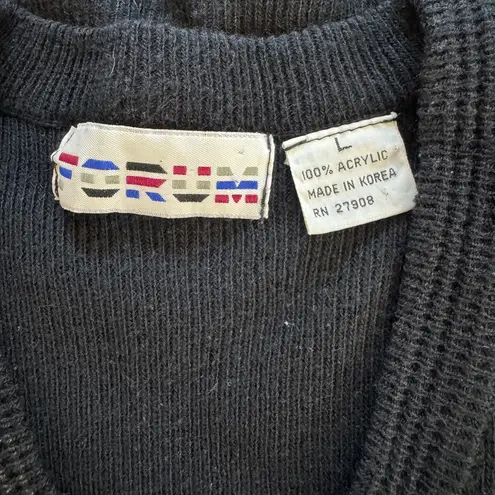 FORUM
L
100% ACRYLIC
MADE IN KOREA
RN 27908